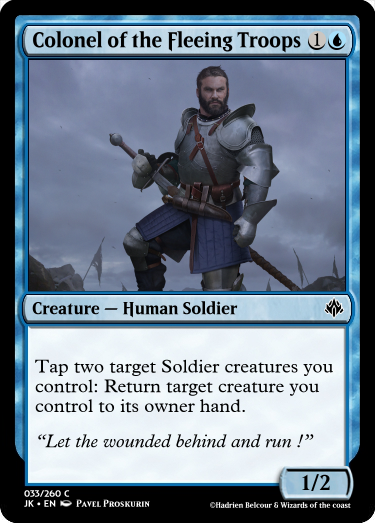 Colonel of the Fleeing Troops 1
Creature — Human Soldier
Tap two target Soldier creatures you
control: Return target creature you
control to its owner hand.
“Let the wounded behind and run !”
1/2
033/260 C
JK • EN Pavel Proskurin
©Hadrien Belcour & Wizards of the coast